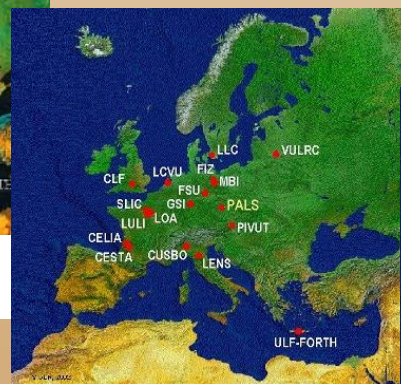 LLC
VULRC
LCVU
FIZ
MBI
CLF
FSU
PALS
SLIC
GSI
LULI
LOA
PIVUT
CELIA
CESTA
CUSBO
LENS
ULF-FORTH